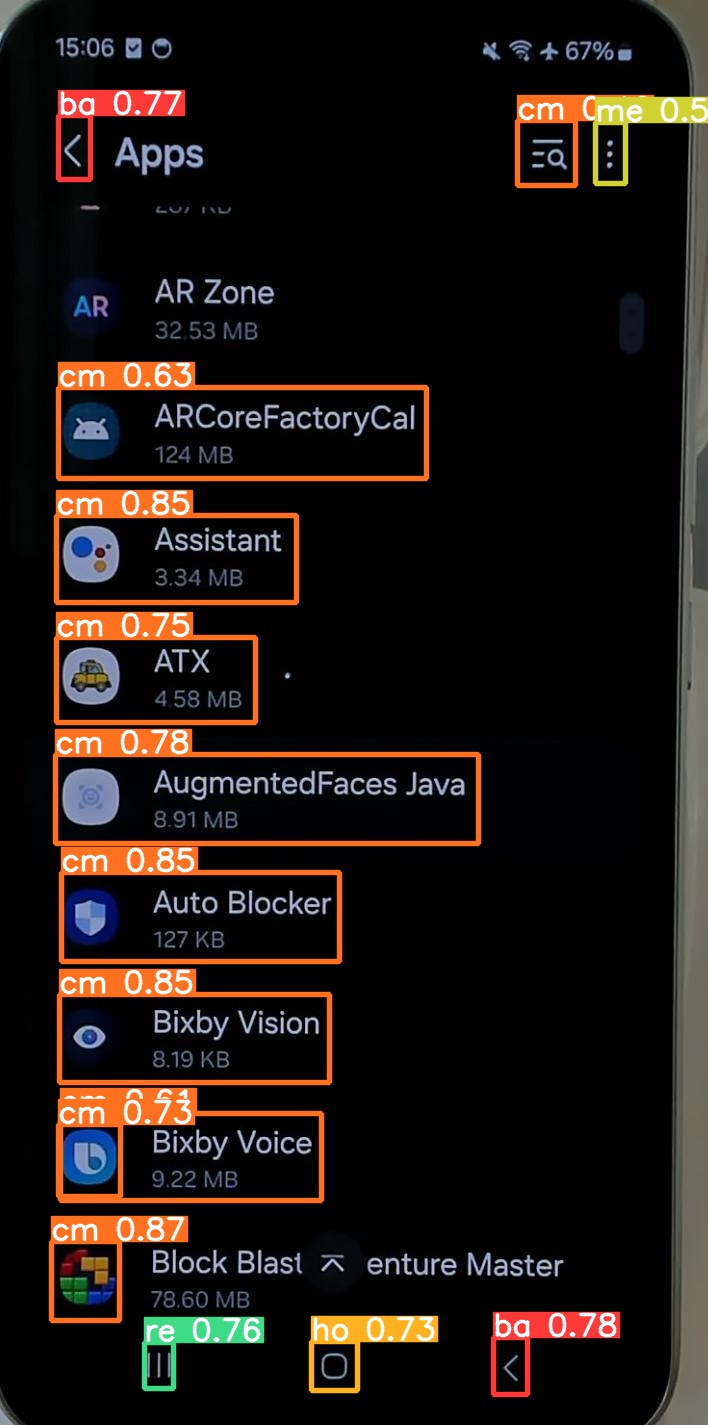 15:06 67%
ba 0.77
cm
me 0.5
Apps
AR AR Zone
32.53 MB
cm 0.63
ARCoreFactoryCal
124 MB
cm 0.85
Assistant
3.34 MB
cm 0.75
ATX
4.58 MB
cm 0.78
AugmentedFaces Java
8.91 MB
cm 0.85
Auto Blocker
127 KB
cm 0.85
Bixby Vision
8.19 KB
cm 0.73
Bixby Voice
9.22 MB
cm 0.87
Block Blast enture Master
78.60 MB
re 0.76 ho 0.73 ba 0.78